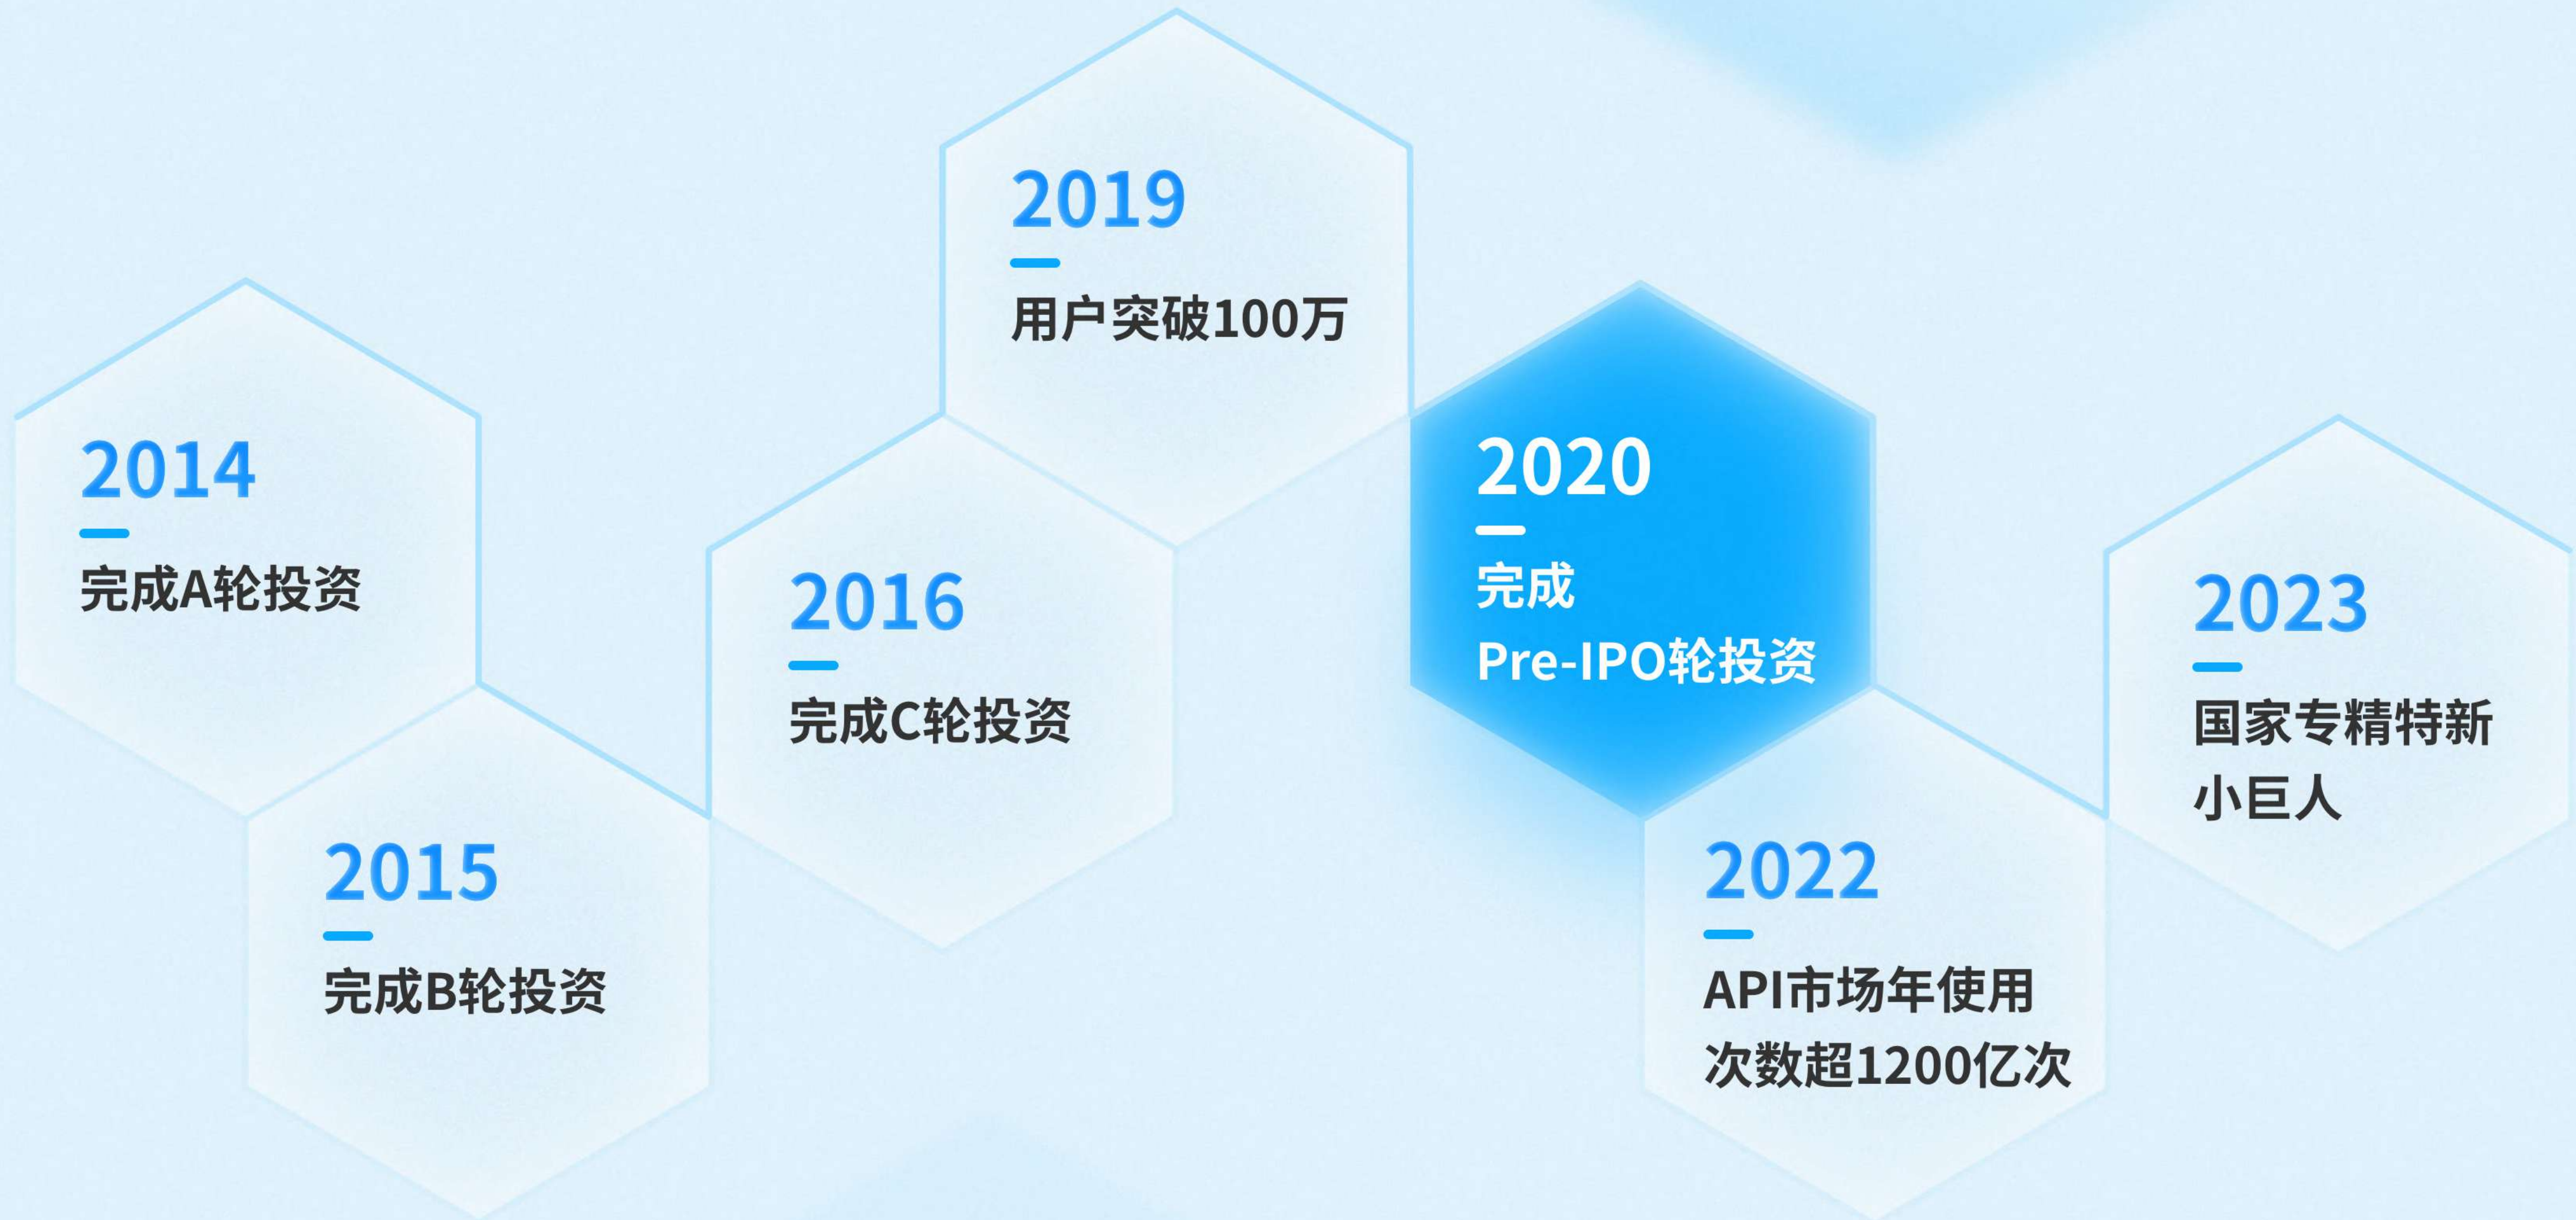 2014
完成A轮投资
2015
完成B轮投资
2016
完成C轮投资
2019
用户突破100万
2020
完成
Pre-IPO轮投资
2022
API市场年使用
次数超1200亿次
2023
国家专精特新
小巨人